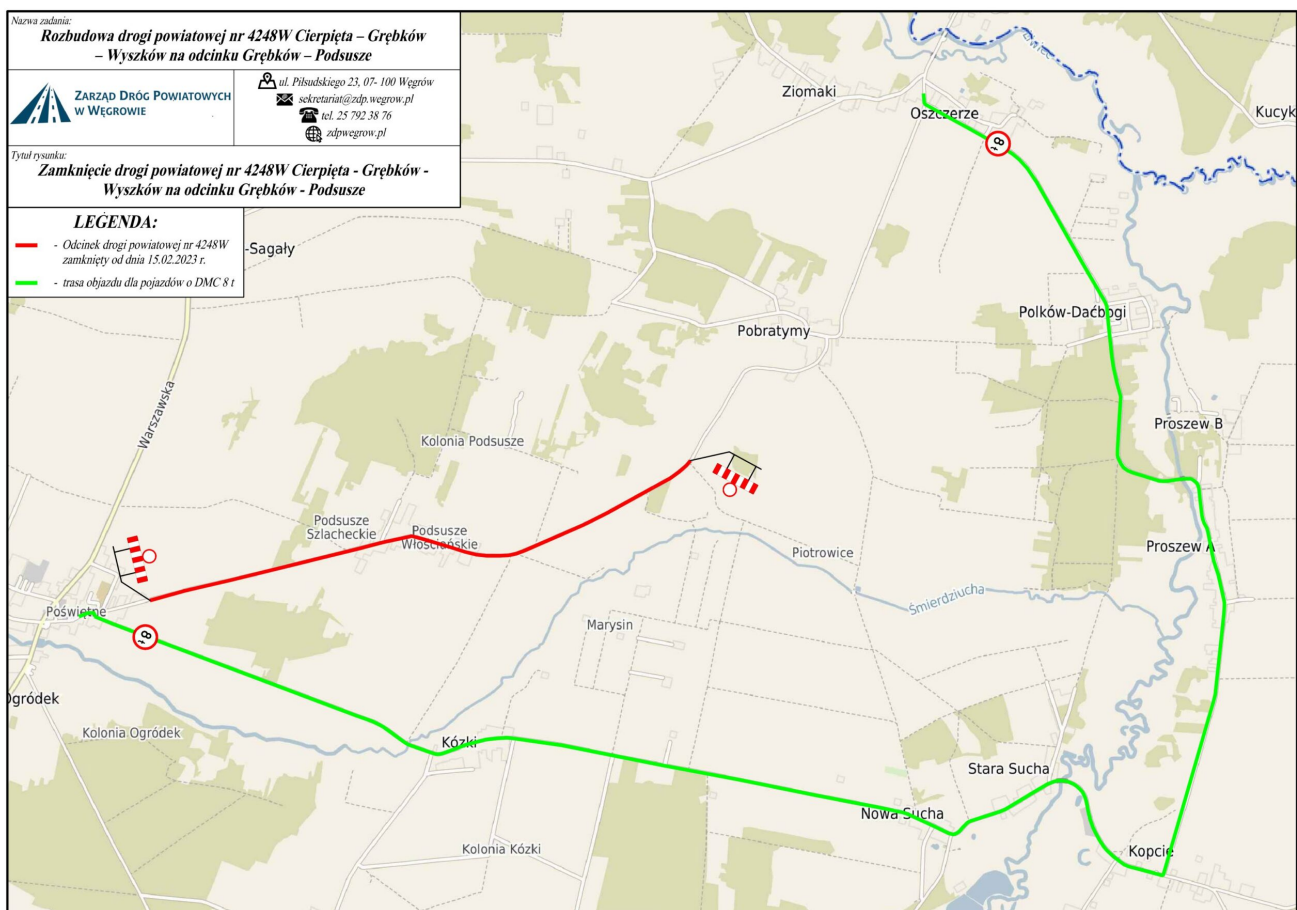 Nazwa zadania:
Rozbudowa drogi powiatowej nr 4248W Cierpięta – Grębków
– Wyszków na odcinku Grębków – Podsusze
ZARZĄD DRÓG POWIATOWYCH
W WĘGROWIE
ul. Piłsudskiego 23, 07- 100 Węgrów
sekretariat@zdp.wegrow.pl
tel. 25 792 38 76
zdpwegrow.pl
Tytuł rysunku:
Zamknięcie drogi powiatowej nr 4248W Cierpięta - Grębków -
Wyszków na odcinku Grębków - Podsusze
LEGENDA:
- Odcinek drogi powiatowej nr 4248W
zamknięty od dnia 15.02.2023 r.
- trasa objazdu dla pojazdów o DMC 8 t
-Sagały
Ziomaki
Oszczerze
Kucyk
8t
Polków-Daćbogi
Pobratymy
Warszawska
Kolonia Podsusze
Proszew B
Podsusze
Szlacheckie
Podsusze
Włościańskie
Piotrowice
Proszew A
Śmierdziucha
Poświętne
8t
Marysin
Ogródek
Kolonia Ogródek
Kózki
Stara Sucha
Nowa Sucha
Kolonia Kózki
Kopcie